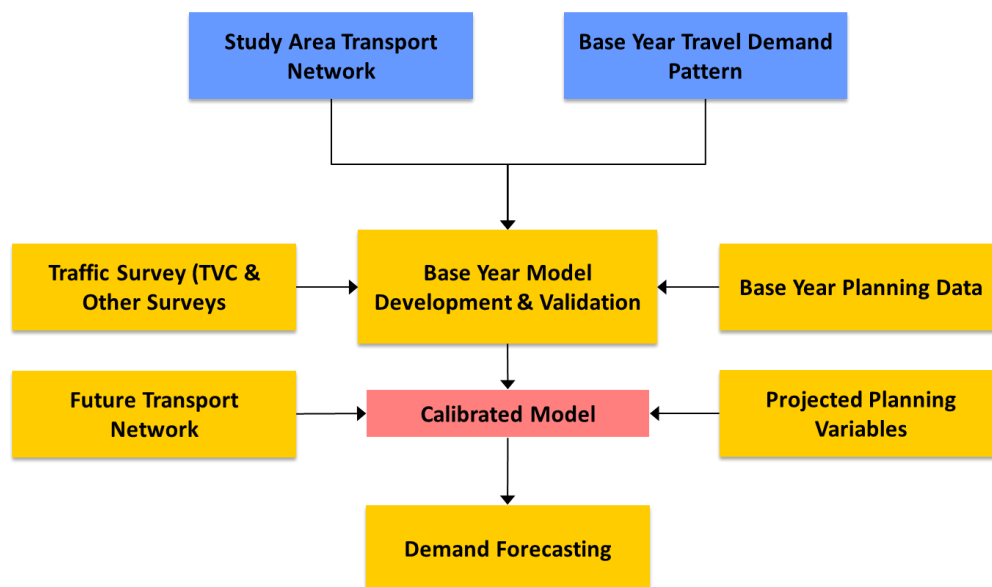 Study Area Transport
Network
Base Year Travel Demand
Pattern
Traffic Survey (TVC &
Other Surveys
Base Year Model
Development & Validation
Base Year Planning Data
Future Transport
Network
Calibrated Model
Projected Planning
Variables
Demand Forecasting